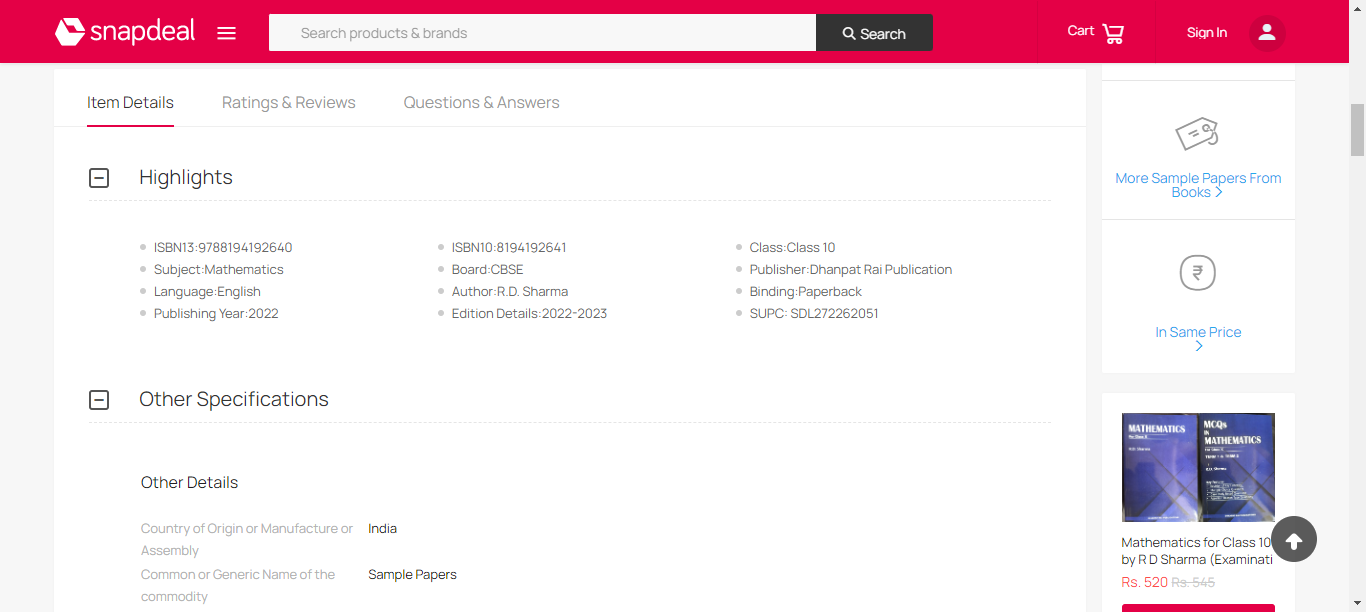 snapdeal
Search products & brands
Search
Cart
Sign In
Item Details
Ratings & Reviews
Questions & Answers
Highlights
ISBN13:9788194192640
ISBN10:8194192641
Class:Class 10
Subject:Mathematics
Board:CBSE
Publisher:Dhanpat Rai Publication
Language:English
Author:R.D. Sharma
Binding:Paperback
Publishing Year:2022
Edition Details:2022-2023
SUPC: SDL272262051
Other Specifications
Other Details
Country of Origin or Manufacture or
Assembly
India
Common or Generic Name of the
commodity
Sample Papers
More Sample Papers From
Books
In Same Price
MATHEMATICS
MCQs
IN
MATHEMATICS
Mathematics for Class 10
by R D Sharma (Examinati
Rs. 520 Rs. 545